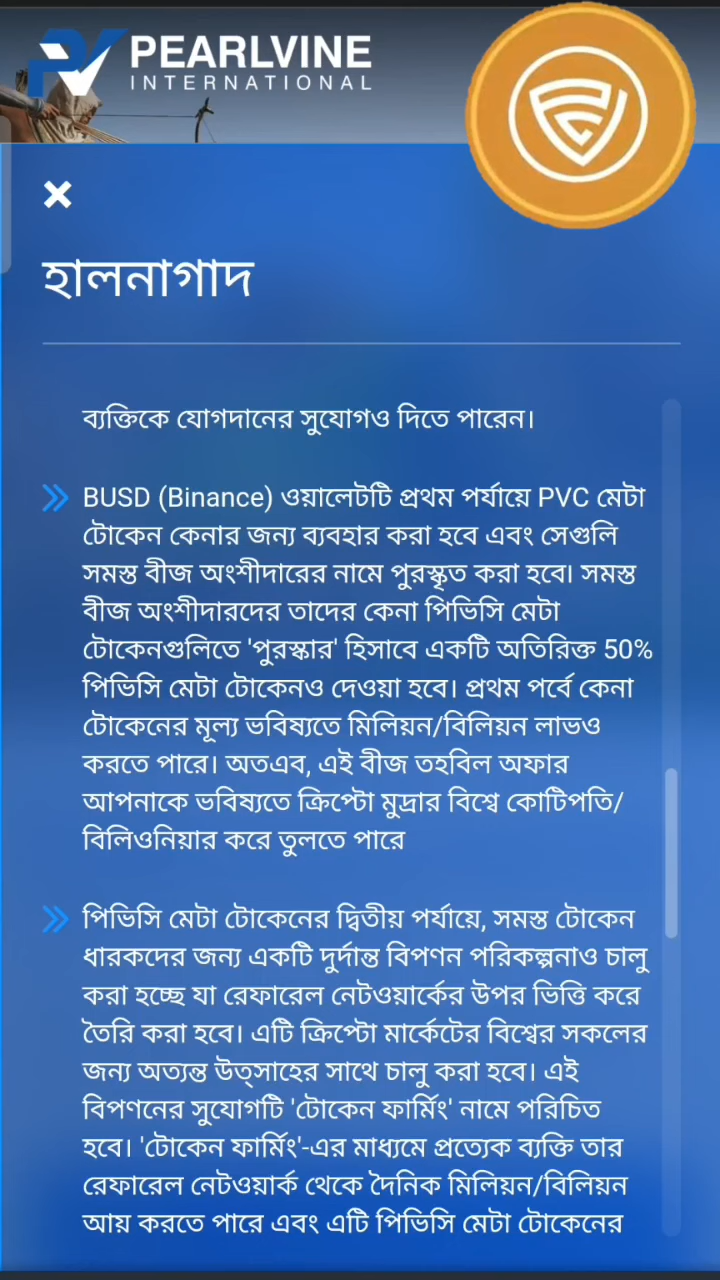 PEARLVINE
INTERNATIONAL
হালনাগাদ
ব্যক্তিকে যোগদানের সুযোগও দিতে পারেন।
BUSD (Binance) ওয়ালেটটি প্রথম পর্যায়ে PVC মেটা
টোকেন কেনার জন্য ব্যবহার করা হবে এবং সেগুলি
সমস্ত বীজ অংশীদারের নামে পুরস্কৃত করা হবে। সমস্ত
বীজ অংশীদারদের তাদের কেনা পিভিসি মেটা
টোকেনগুলিতে 'পুরস্কার' হিসাবে একটি অতিরিক্ত 50%
পিভিসি মেটা টোকেনও দেওয়া হবে। প্রথম পর্বে কেনা
টোকেনের মূল্য ভবিষ্যতে মিলিয়ন/বিলিয়ন লাভও
করতে পারে। অতএব, এই বীজ তহবিল অফার
আপনাকে ভবিষ্যতে ক্রিপ্টো মুদ্রার বিশ্বে কোটিপতি/
বিলিওনিয়ার করে তুলতে পারে
পিভিসি মেটা টোকেনের দ্বিতীয় পর্যায়ে, সমস্ত টোকেন
ধারকদের জন্য একটি দুর্দান্ত বিপণন পরিকল্পনাও চালু
করা হচ্ছে যা রেফারেল নেটওয়ার্কের উপর ভিত্তি করে
তৈরি করা হবে। এটি ক্রিপ্টো মার্কেটের বিশ্বের সকলের
জন্য অত্যন্ত উত্সাহের সাথে চালু করা হবে। এই
বিপণনের সুযোগটি 'টোকেন ফার্মিং' নামে পরিচিত
হবে। 'টোকেন ফার্মিং'-এর মাধ্যমে প্রত্যেক ব্যক্তি তার
রেফারেল নেটওয়ার্ক থেকে দৈনিক মিলিয়ন/বিলিয়ন
আয় করতে পারে এবং এটি পিভিসি মেটা টোকেনের